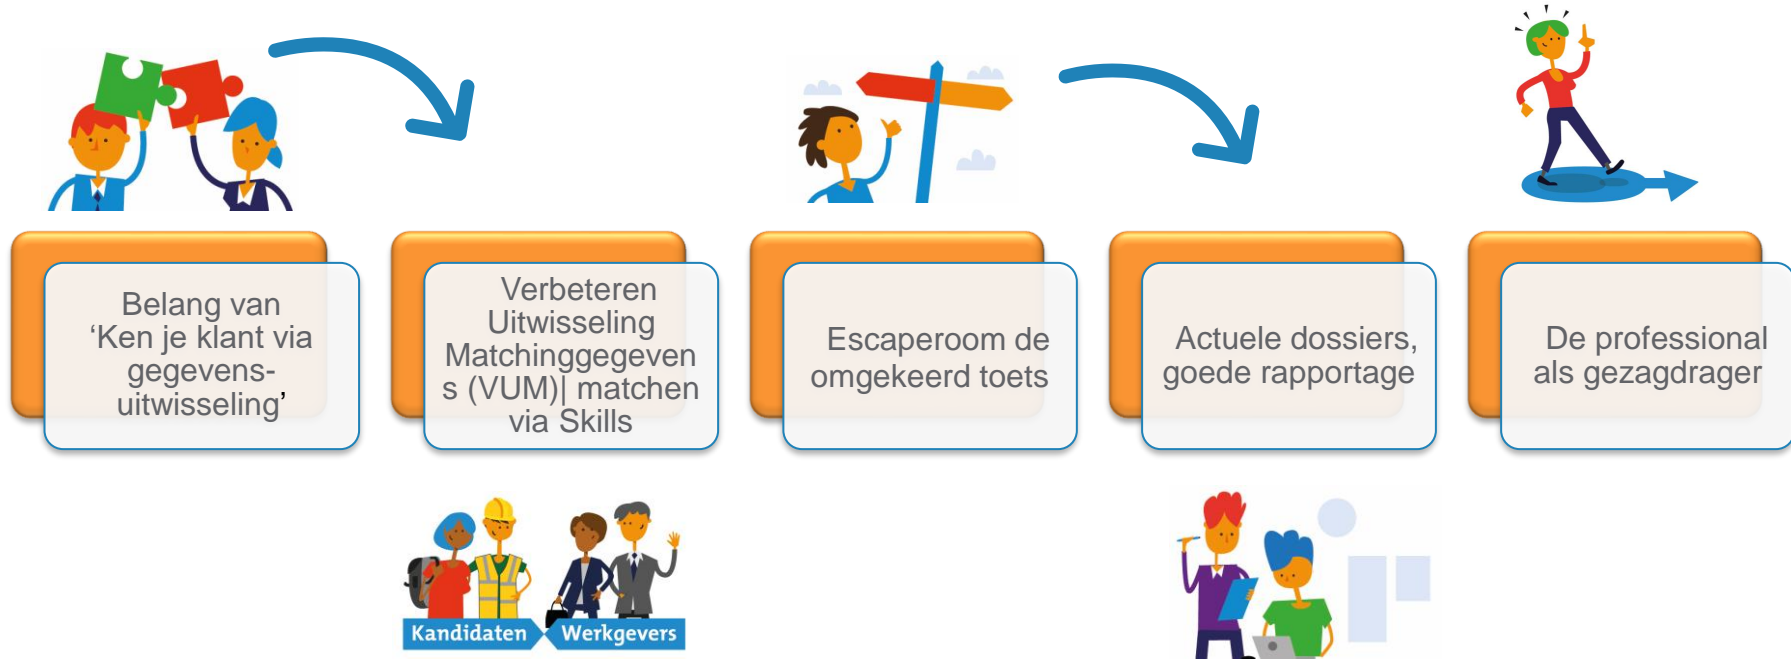 Belang van
‘Ken je klant via
gegevens-
uitwisseling’
Verbeteren
Uitwisseling
Matchinggegeven
s (VUM)| matchen
via Skills
Escaperoom de
omgekeerd toets
Actuele dossiers,
goede rapportage
De professional
als gezagdrager
Kandidaten
Werkgevers